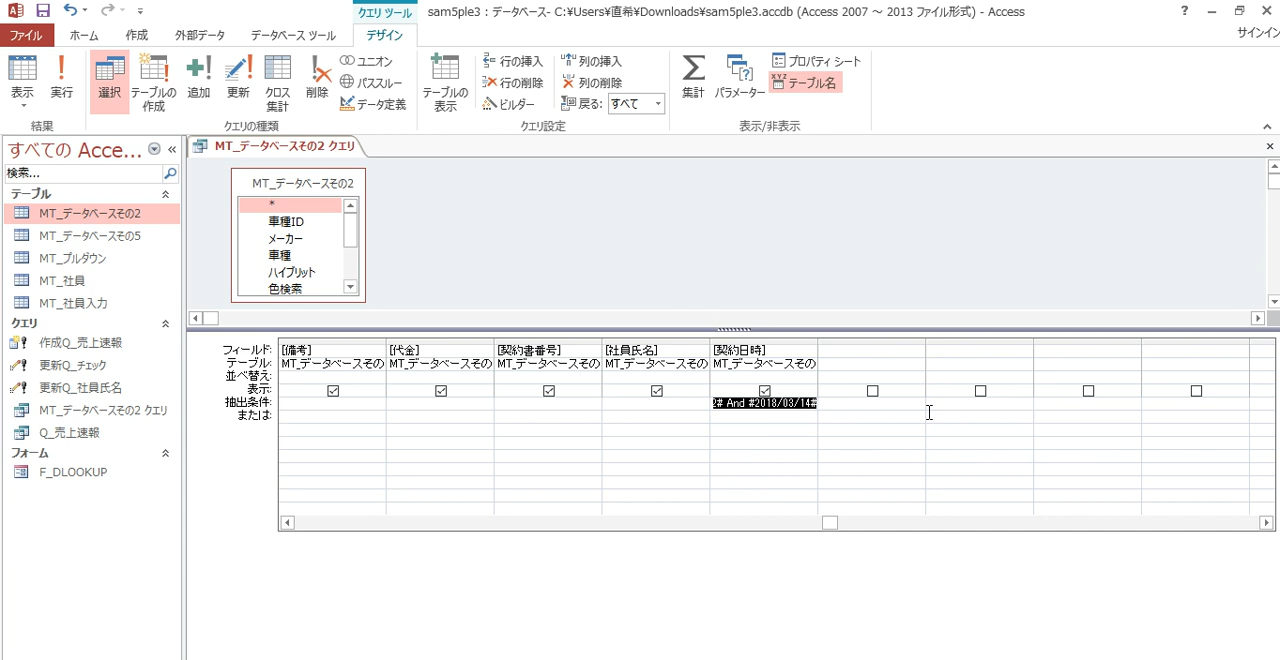 クエリ ツール
sam5ple3 : データベース- C:¥Users¥直希¥Downloads¥sam5ple3.accdb (Access 2007 ～ 2013 ファイル形式) - Access
?
ファイル
ホーム
作成
外部データ
データベース ツール
デザイン
サインイン
表示
実行
結果
選択
テーブルの
作成
追加
更新
クロス
集計
削除
ユニオン
パススルー
データ定義
クエリの種類
テーブルの
表示
行の挿入
行の削除
ビルダー
列の挿入
列の削除
戻る: すべて
クエリ設定
集計
パラメーター
プロパティ シート
テーブル名
表示/非表示
すべての Acce...
検索...
テーブル
MT_データベースその2
MT_データベースその5
MT_プルダウン
MT_社員
MT_社員入力
クエリ
作成Q_売上速報
更新Q_チェック
更新Q_社員氏名
MT_データベースその2 クエリ
Q_売上速報
フォーム
F_DLOOKUP
MT_データベースその2 クエリ
MT_データベースその2
*
車種ID
メーカー
車種
ハイブリット
色検索
フィールド: [備考] [代金] [契約書番号] [社員氏名] [契約日時]
テーブル: MT_データベースその MT_データベースその MT_データベースその MT_データベースその MT_データベースその
並べ替え:
表示:
抽出条件: 2# And #2018/03/14#
または: